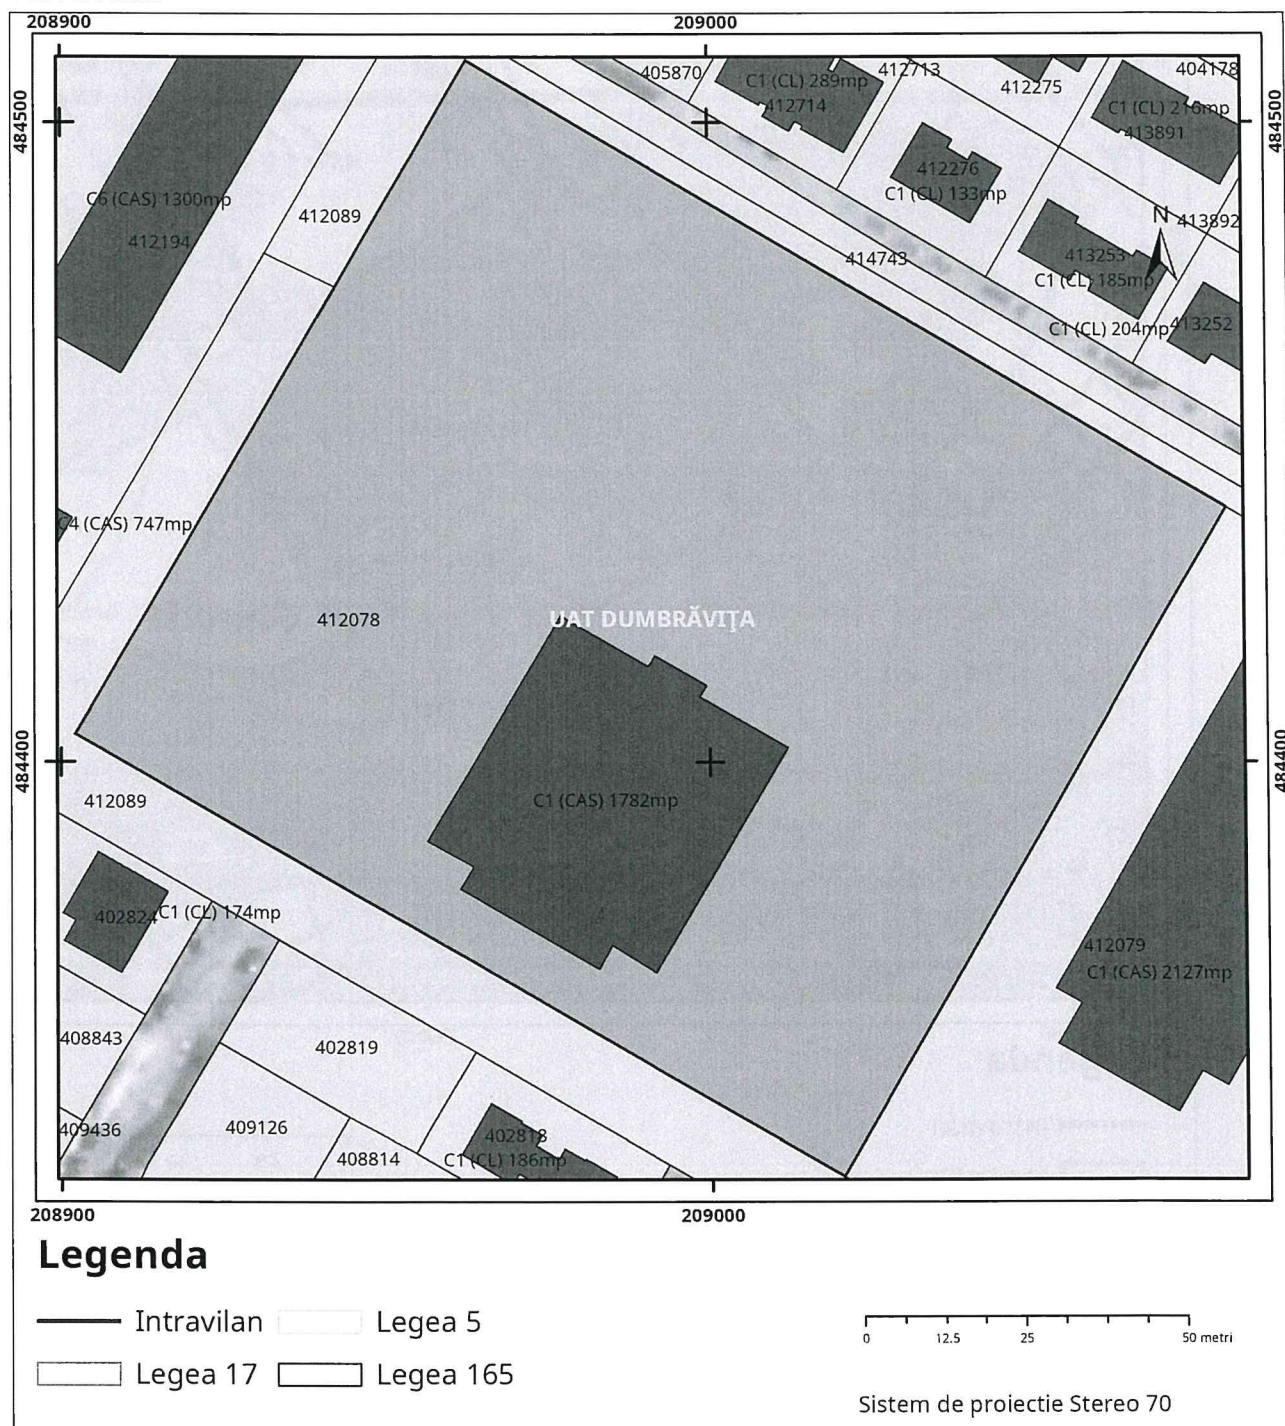 208900 209000
484500
484500
405870
C1 (CL) 289mp
412714
412713
412275
404178
C1 (CL) 216mp
413891
412276
C1 (CL) 133mp
C6 (CAS) 1300mp
412194
412089
N
413892
414743
413253
C1 (CL) 185mp
C1 (CL) 204mp
413252
C4 (CAS) 747mp
412078
UAT DUMBRĂVIŢA
484400
484400
412089
C1 (CAS) 1782mp
402824
C1 (CL) 174mp
412079
C1 (CAS) 2127mp
408843
402819
409436
409126
408814
402818
C1 (CL) 186mp
208900 209000
Legenda
Intravilan Legea 5
Legea 17 Legea 165
0 12.5 25 50 metri
Sistem de proiectie Stereo 70